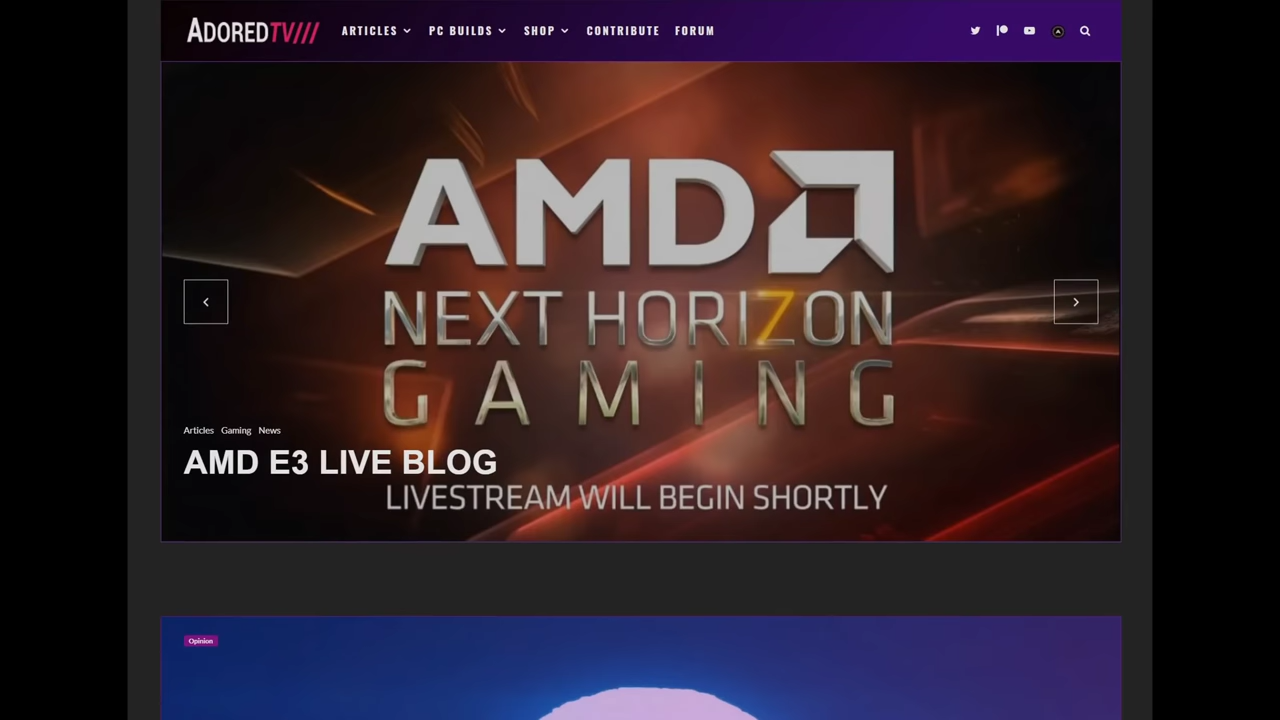 ADOREDTV///
ARTICLES PC BUILDS SHOP CONTRIBUTE FORUM
AMD
NEXT HORIZON
GAMING
Articles Gaming News
AMD E3 LIVE BLOG
LIVESTREAM WILL BEGIN SHORTLY
Opinion